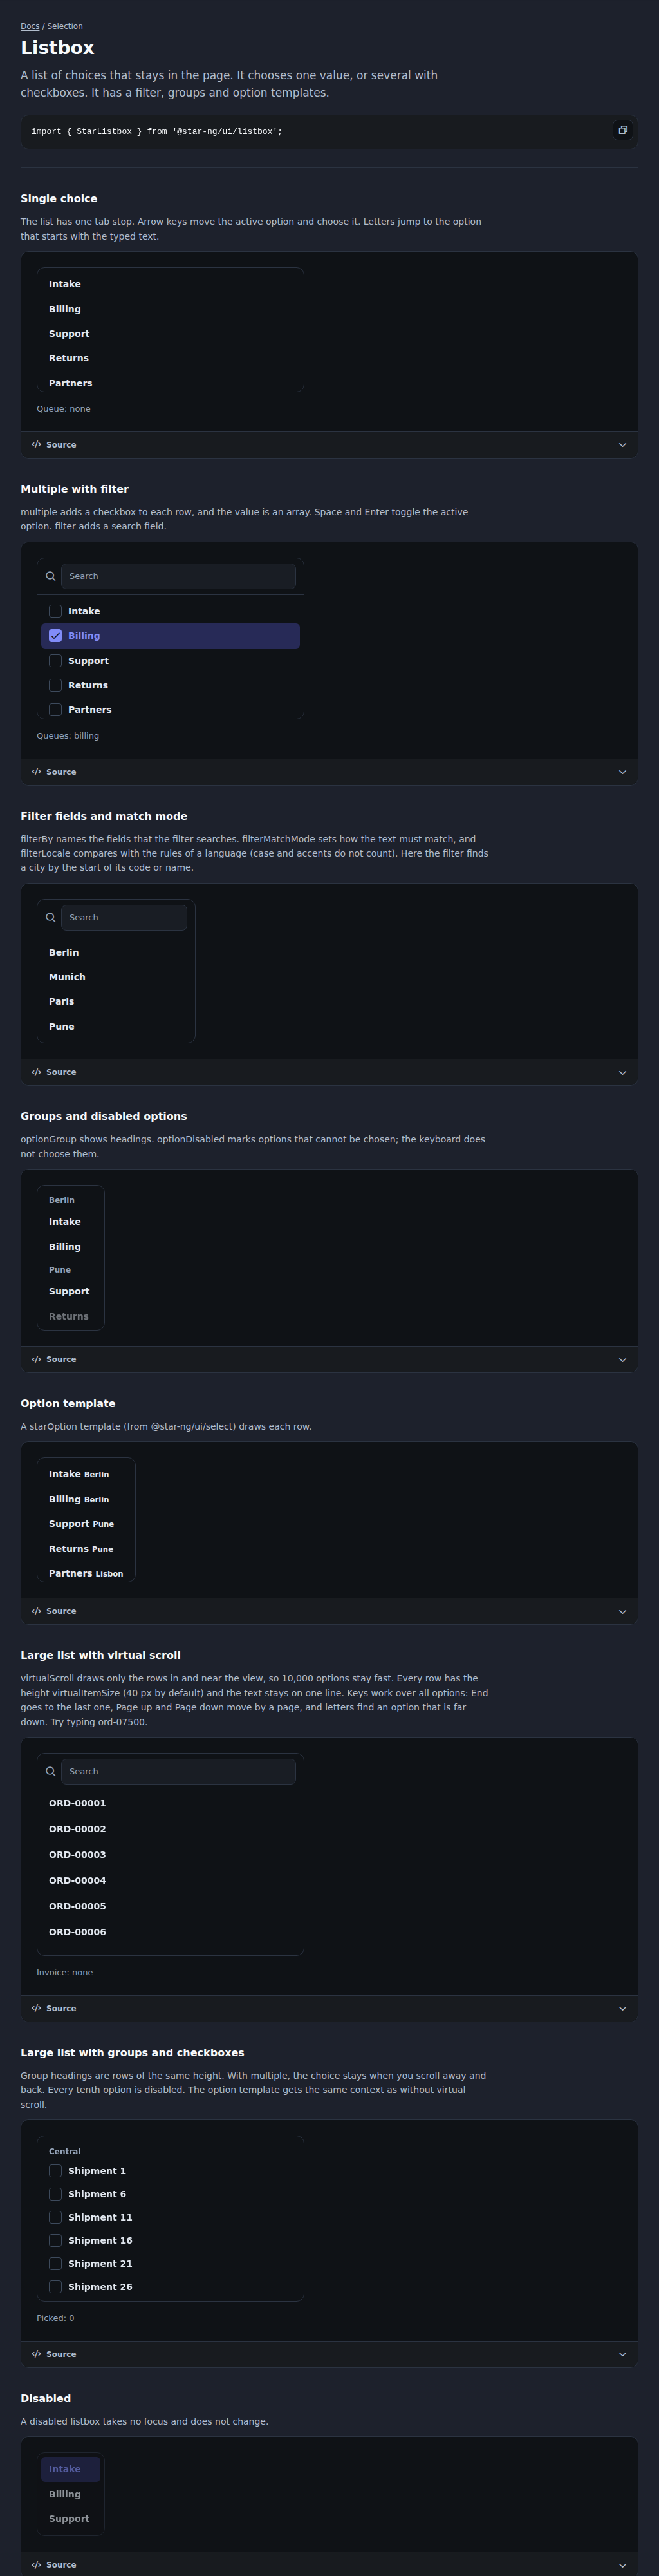 Docs / Selection
Listbox
A list of choices that stays in the page. It chooses one value, or several with
checkboxes. It has a filter, groups and option templates.
import { StarListbox } from '@star-ng/ui/listbox';
Single choice
The list has one tab stop. Arrow keys move the active option and choose it. Letters jump to the option
that starts with the typed text.
Intake
Billing
Support
Returns
Partners
Queue: none
Source
Multiple with filter
multiple adds a checkbox to each row, and the value is an array. Space and Enter toggle the active
option. filter adds a search field.
Search
Intake
Billing
Support
Returns
Partners
Queues: billing
Source
Filter fields and match mode
filterBy names the fields that the filter searches. filterMatchMode sets how the text must match, and
filterLocale compares with the rules of a language (case and accents do not count). Here the filter finds
a city by the start of its code or name.
Search
Berlin
Munich
Paris
Pune
Source
Groups and disabled options
optionGroup shows headings. optionDisabled marks options that cannot be chosen; the keyboard does
not choose them.
Berlin
Intake
Billing
Pune
Support
Returns
Source
Option template
A starOption template (from @star-ng/ui/select) draws each row.
Intake Berlin
Billing Berlin
Support Pune
Returns Pune
Partners Lisbon
Source
Large list with virtual scroll
virtualScroll draws only the rows in and near the view, so 10,000 options stay fast. Every row has the
height virtualItemSize (40 px by default) and the text stays on one line. Keys work over all options: End
goes to the last one, Page up and Page down move by a page, and letters find an option that is far
down. Try typing ord-07500.
Search
ORD-00001
ORD-00002
ORD-00003
ORD-00004
ORD-00005
ORD-00006
Invoice: none
Source
Large list with groups and checkboxes
Group headings are rows of the same height. With multiple, the choice stays when you scroll away and
back. Every tenth option is disabled. The option template gets the same context as without virtual
scroll.
Central
Shipment 1
Shipment 6
Shipment 11
Shipment 16
Shipment 21
Shipment 26
Picked: 0
Source
Disabled
A disabled listbox takes no focus and does not change.
Intake
Billing
Support
Source